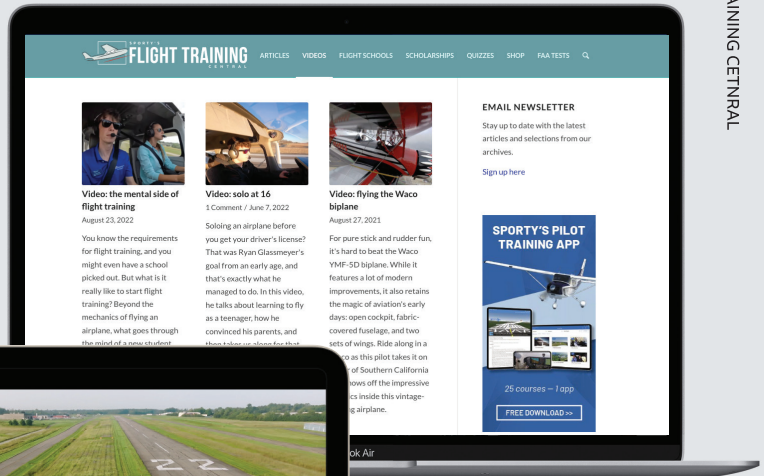 SPORTY'S
FLIGHT TRAINING
CENTRAL
ARTICLES VIDEOS FLIGHT SCHOOLS SCHOLARSHIPS QUIZZES SHOP FAA TESTS
Video: the mental side of
flight training
August 23, 2022
You know the requirements
for flight training, and you
might even have a school
picked out. But what is it
really like to start flight
training? Beyond the
mechanics of flying an
airplane, what goes through
the mind of a new student
Video: solo at 16
1 Comment / June 7, 2022
Soloing an airplane before
you get your driver's license?
That was Ryan Glassmeyer's
goal from an early age, and
that's exactly what he
managed to do. In this video,
he talks about learning to fly
as a teenager, how he
convinced his parents, and
then takes us along for that
Video: flying the Waco
biplane
August 27, 2021
For pure stick and rudder fun,
it's hard to beat the Waco
YMF-5D biplane. While it
features a lot of modern
improvements, it also retains
the magic of aviation's early
days: open cockpit, fabric-
covered fuselage, and two
sets of wings. Ride along in a
co as this pilot takes it on
of Southern California
hows off the impressive
cs inside this vintage-
g airplane.
EMAIL NEWSLETTER
Stay up to date with the latest
articles and selections from our
archives.
Sign up here
SPORTY'S PILOT
TRAINING APP
25 courses – 1 app
FREE DOWNLOAD >>
ok Air
AINING CETNRAL
22